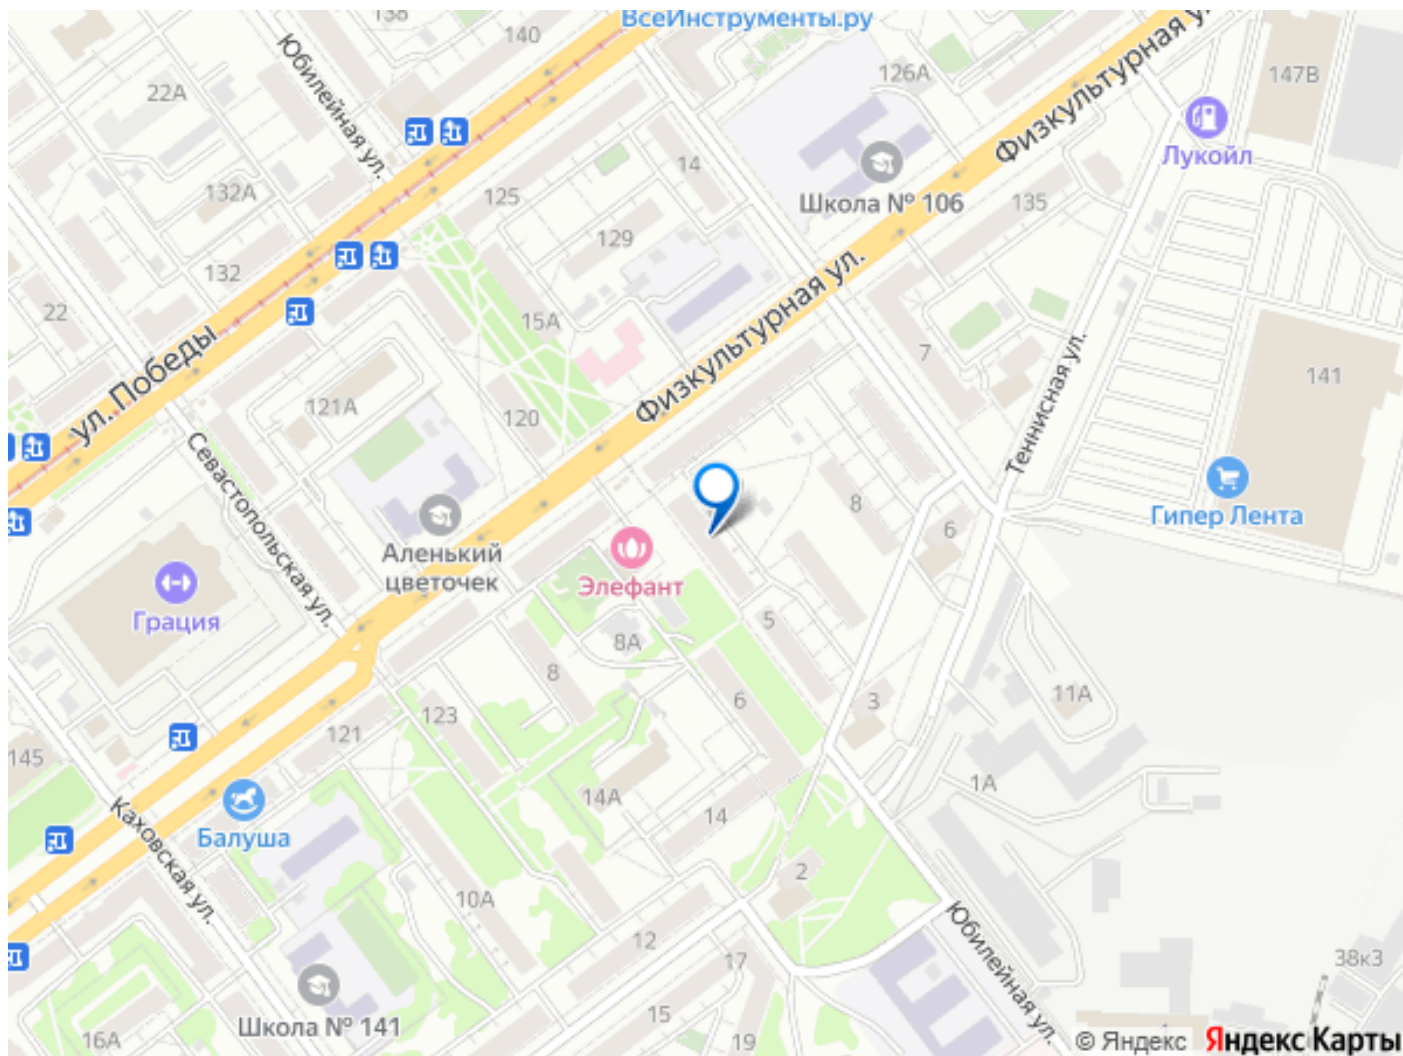 138
ВсеИнструменты.ру
140
Юбилейная ул.
22А
126А
147В
Физкультурная ул.
Лукойл
14
132А
125
Школа № 106
135
129
132
22
15А
Физкультурная ул.
7
ул. Победы
121А
120
141
Теннисная ул.
Севастопольская ул.
8
Гипер Лента
6
Аленький
цветочек
Элефант
Грация
5
8А
8
6
3
11А
123
121
145
1А
14А
14
Балуша
Каховская ул.
2
10А
12
Юбилейная ул.
17
38к3
Школа № 141
15
16А
19
© Яндекс Яндекс Карты